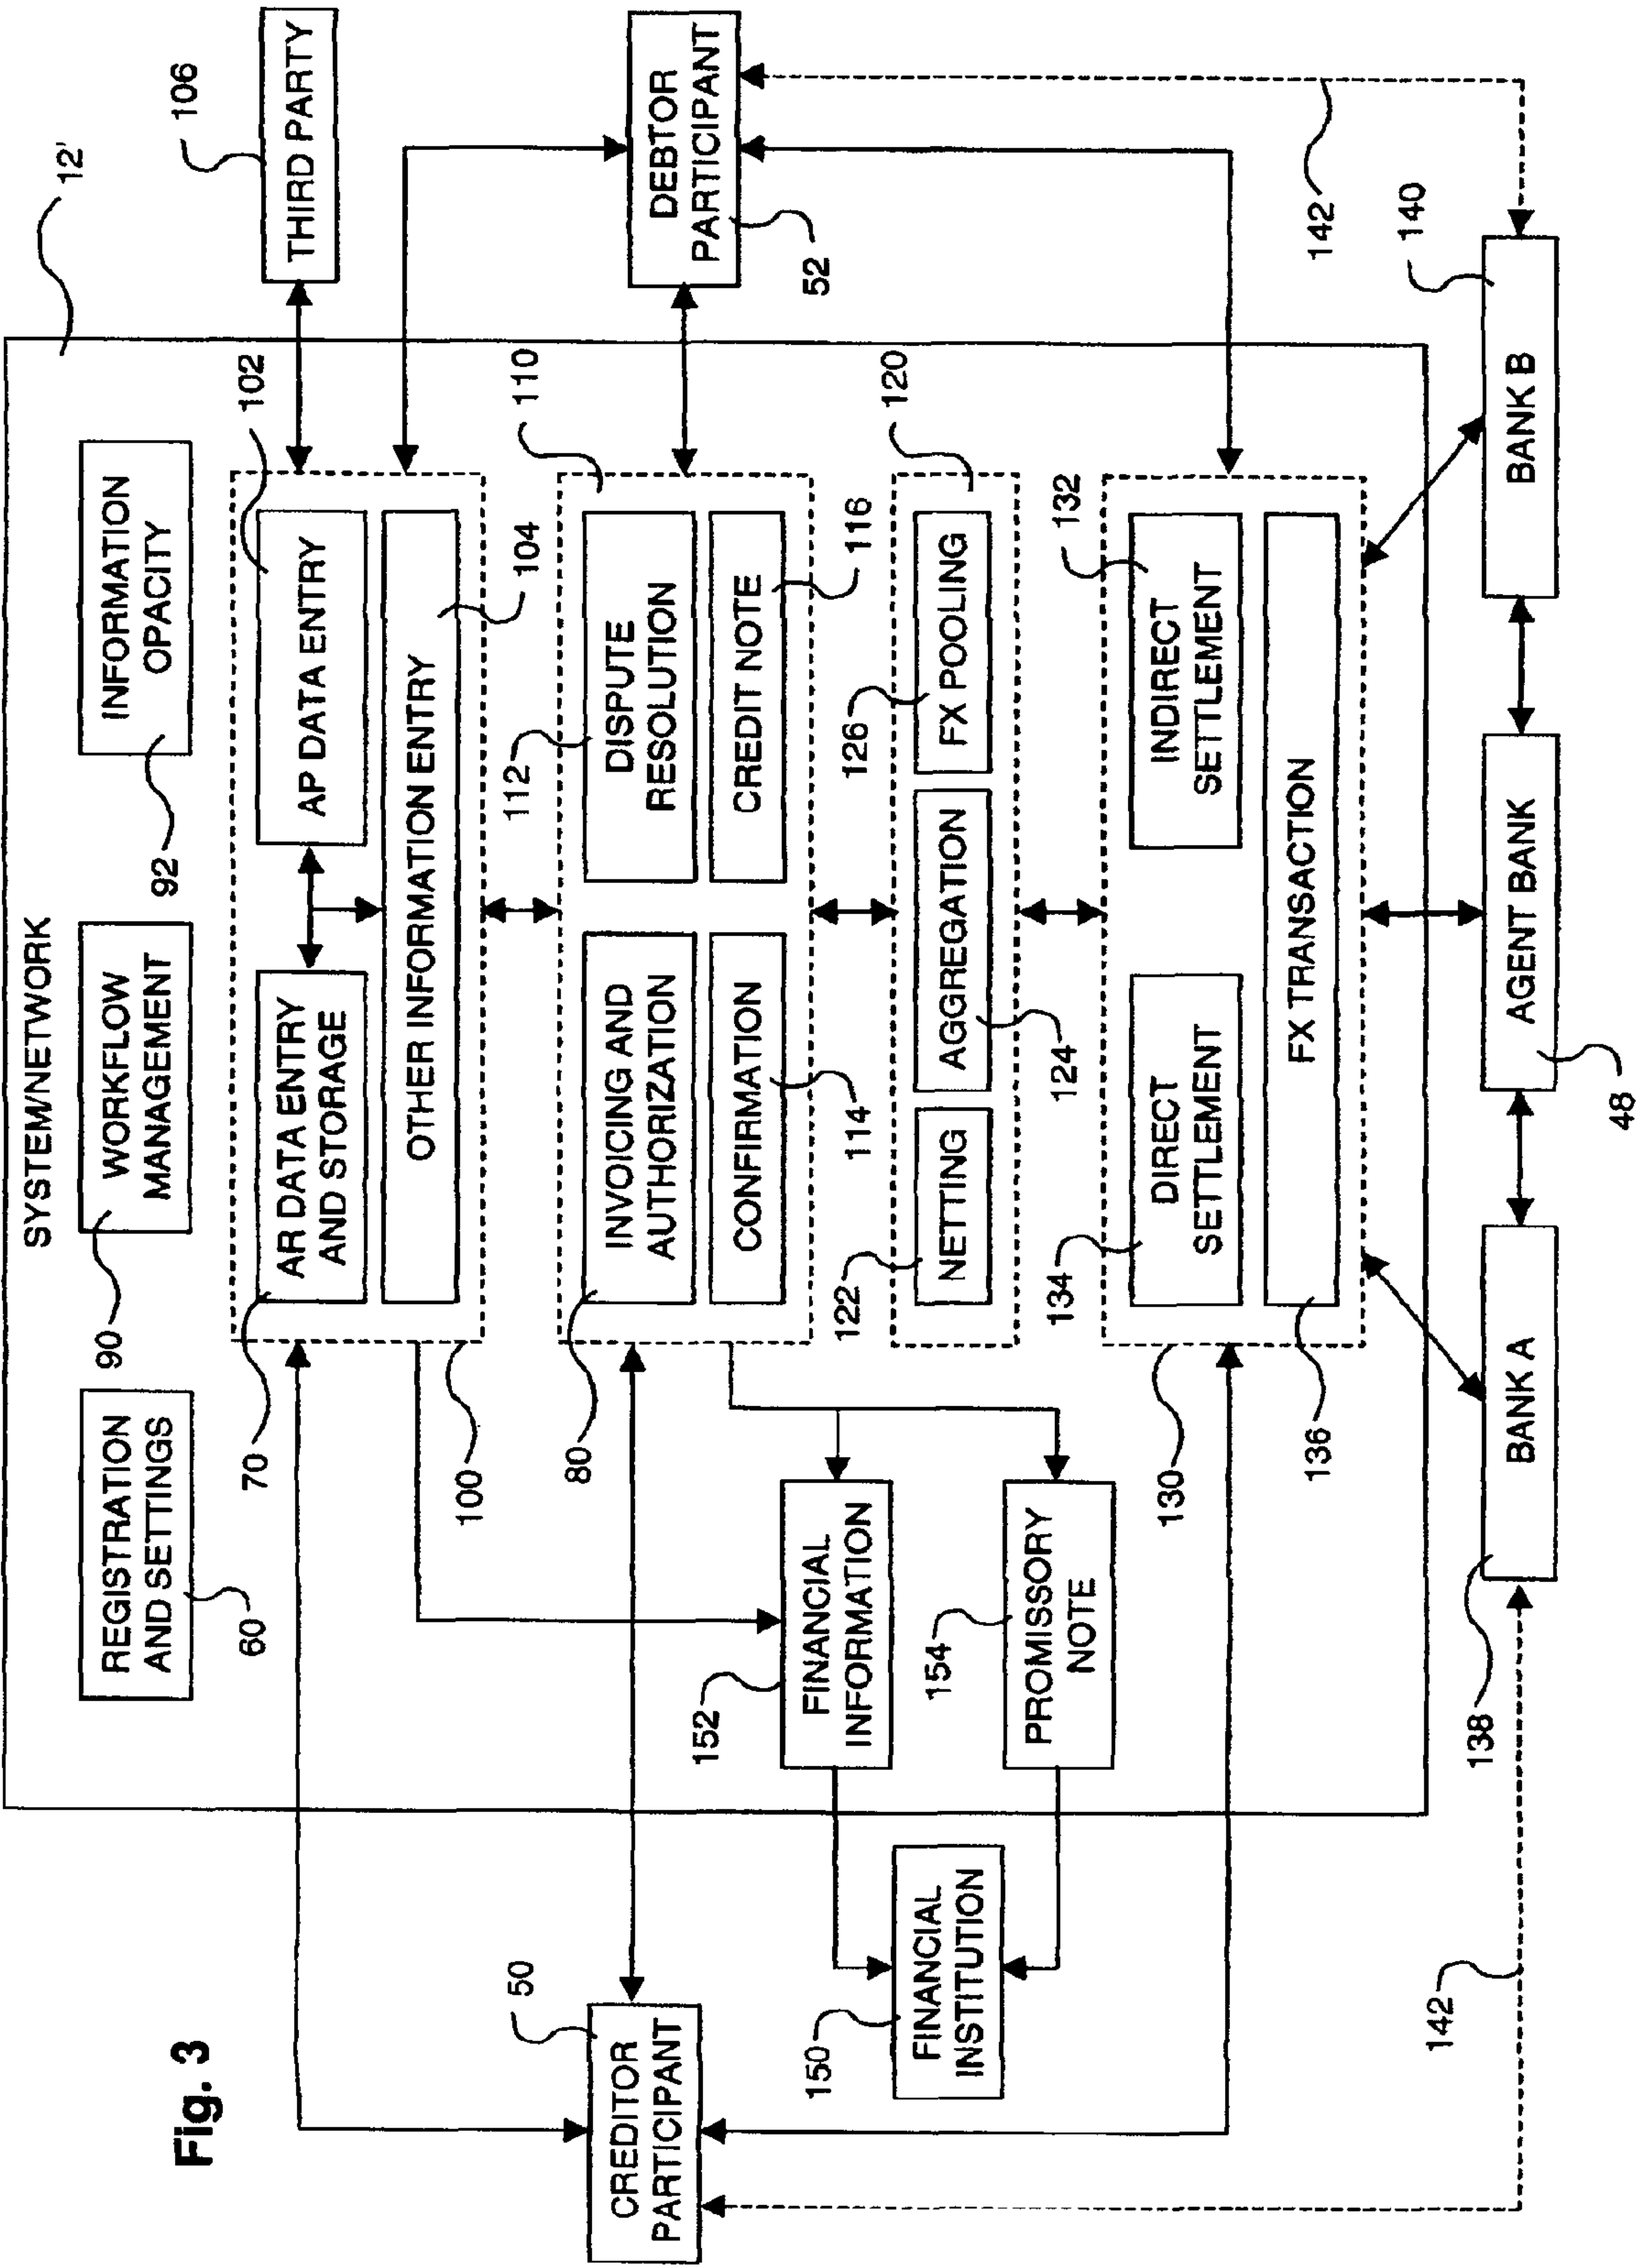 Fig. 3
SYSTEM/NETWORK
12'
REGISTRATION
AND SETTINGS
60
WORKFLOW
MANAGEMENT
90
INFORMATION
OPACITY
92
THIRD PARTY
106
AR DATA ENTRY
AND STORAGE
70
AP DATA ENTRY
102
OTHER INFORMATION ENTRY
104
100
CREDITOR
PARTICIPANT
50
INVOICING AND
AUTHORIZATION
80
DISPUTE
RESOLUTION
112
CONFIRMATION
114
CREDIT NOTE
116
110
DEBTOR
PARTICIPANT
52
FINANCIAL
INFORMATION
152
FINANCIAL
INSTITUTION
150
PROMISSORY
NOTE
154
NETTING
122
AGGREGATION
124
FX POOLING
126
120
DIRECT
SETTLEMENT
134
INDIRECT
SETTLEMENT
132
FX TRANSACTION
136
130
142
BANK A
138
AGENT BANK
48
BANK B
140
142